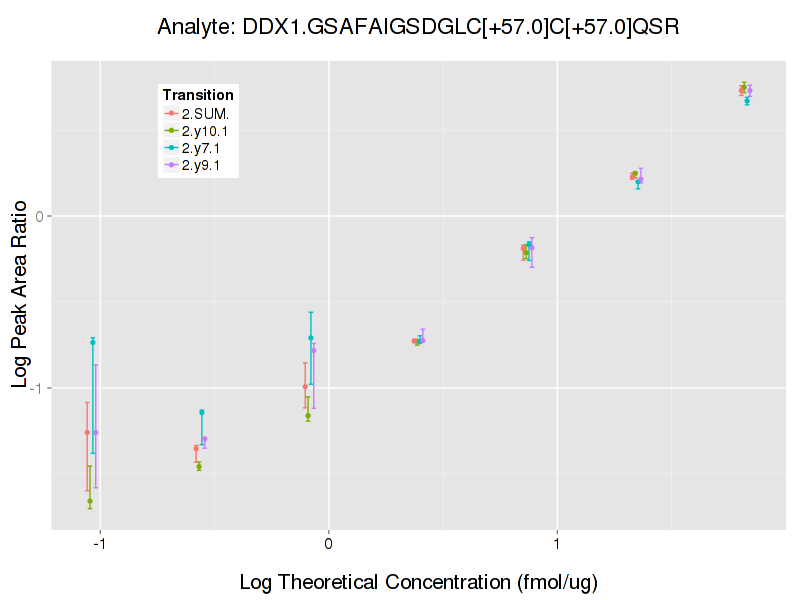 Analyte: DDX1.GSAFAIGSDGLC[+57.0]C[+57.0]QSR
Transition
2.SUM.
2.y10.1
2.y7.1
2.y9.1
Log Peak Area Ratio
0
-1
-1
0
1
Log Theoretical Concentration (fmol/ug)